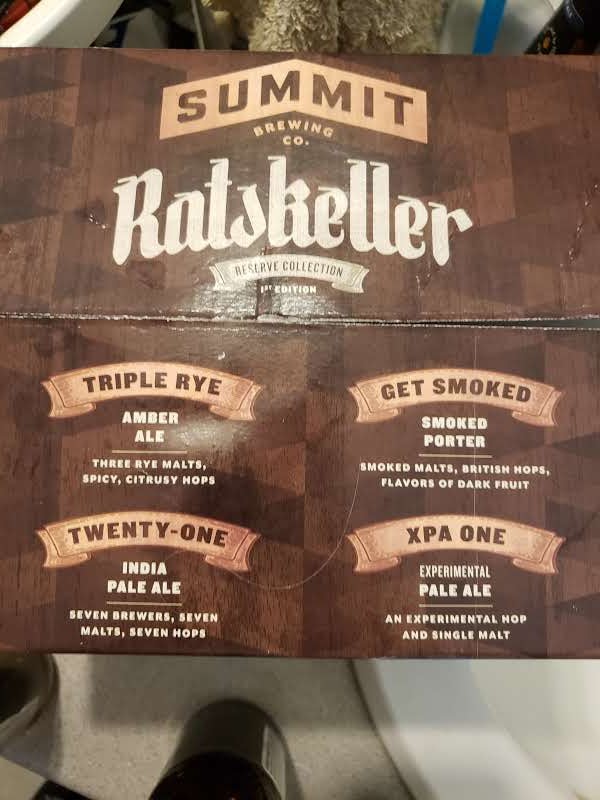 SUMMIT
BREWING
CO.
Ratskeller
RESERVE COLLECTION
1ST EDITION
TRIPLE RYE
AMBER
ALE
THREE RYE MALTS,
SPICY, CITRUSY HOPS
GET SMOKED
SMOKED
PORTER
SMOKED MALTS, BRITISH HOPS,
FLAVORS OF DARK FRUIT
TWENTY-ONE
INDIA
PALE ALE
SEVEN BREWERS, SEVEN
MALTS, SEVEN HOPS
XPA ONE
EXPERIMENTAL
PALE ALE
AN EXPERIMENTAL HOP
AND SINGLE MALT